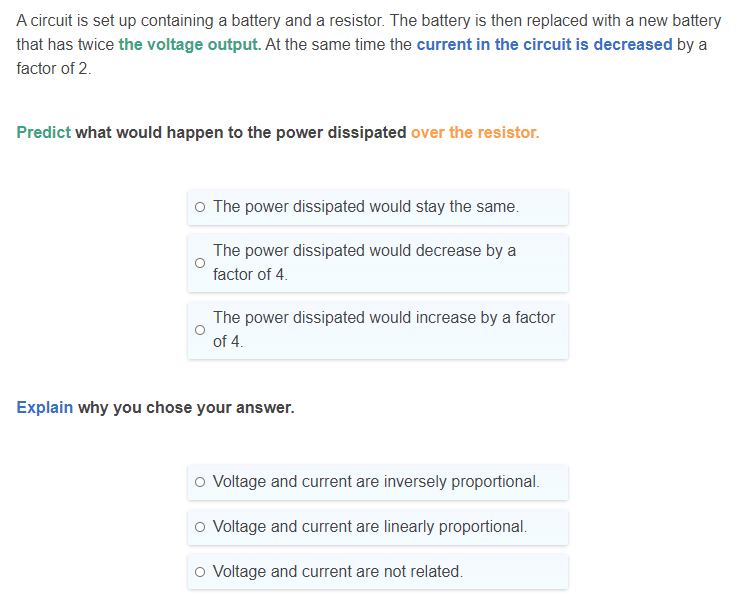 A circuit is set up containing a battery and a resistor. The battery is then replaced with a new battery
that has twice the voltage output. At the same time the current in the circuit is decreased by a
factor of 2.
Predict what would happen to the power dissipated over the resistor.
The power dissipated would stay the same.
The power dissipated would decrease by a
factor of 4.
The power dissipated would increase by a factor
of 4.
Explain why you chose your answer.
Voltage and current are inversely proportional.
Voltage and current are linearly proportional.
Voltage and current are not related.